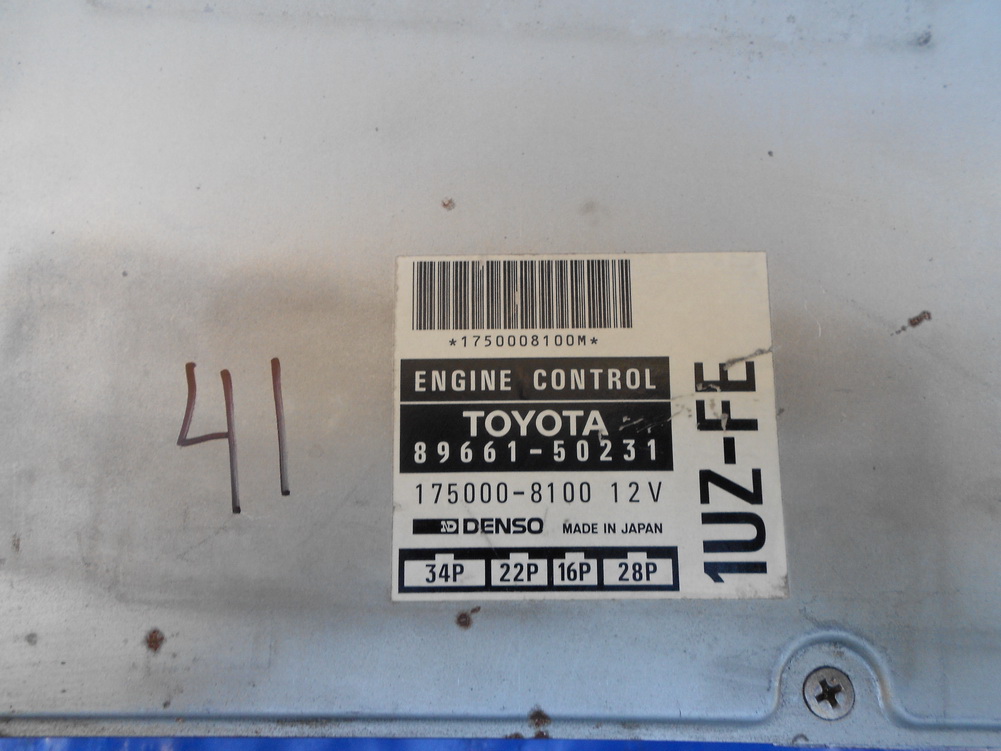 41
*1750008100M*
ENGINE CONTROL
TOYOTA
89661-50231
175000-8100 12V
DENSO MADE IN JAPAN
34P 22P 16P 28P
1UZ-FE